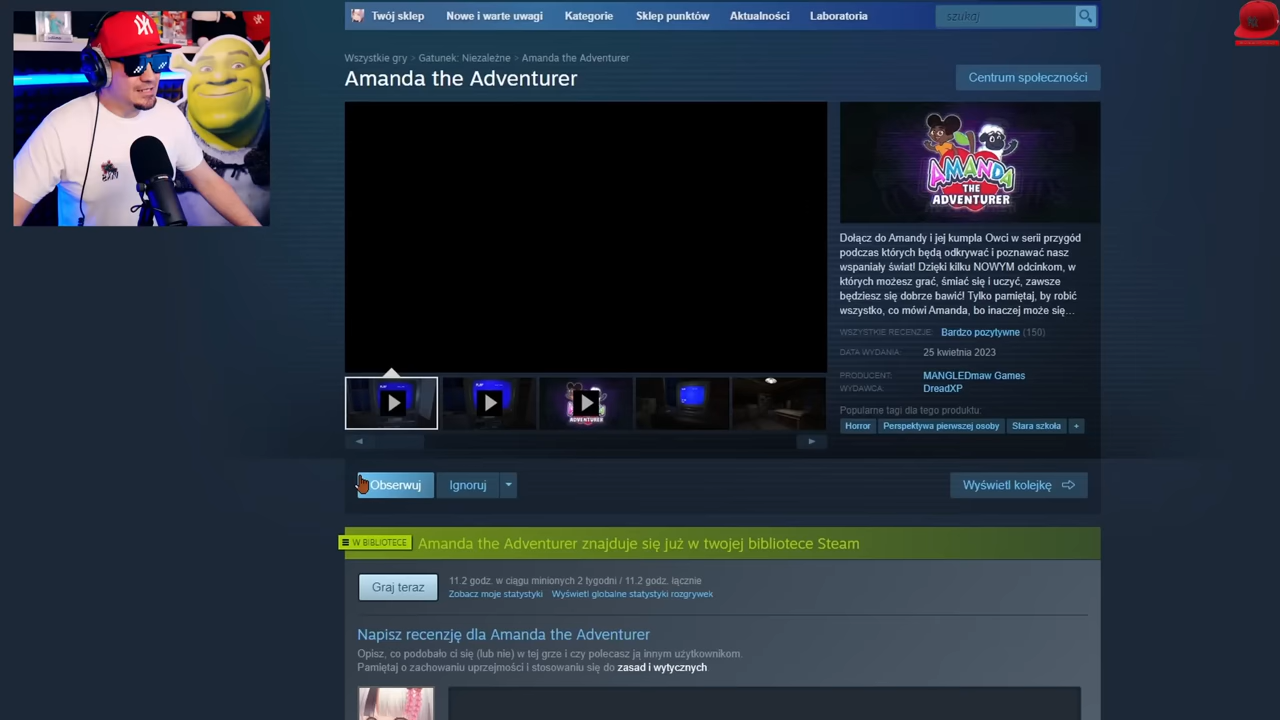 Twój sklep Nowe i warte uwagi Kategorie Sklep punktów Aktualności Laboratoria szukaj
Wszystkie gry > Gatunek: Niezależne > Amanda the Adventurer
Amanda the Adventurer
Centrum społeczności
AMANDA
THE
ADVENTURER
Dołącz do Amandy i jej kumpla Owci w serii przygód
podczas których będą odkrywać i poznawać nasz
wspaniały świat! Dzięki kilku NOWYM odcinkom, w
których możesz grać, śmiać się i uczyć, zawsze
będziesz się dobrze bawić! Tylko pamiętaj, by robić
wszystko, co mówi Amanda, bo inaczej może się...
WSZYSTKIE RECENZJE: Bardzo pozytywne (150)
DATA WYDANIA: 25 kwietnia 2023
PRODUCENT: MANGLEDmaw Games
WYDAWCA: DreadXP
Popularne tagi dla tego produktu:
Horror Perspektywa pierwszej osoby Stara szkoła +
Obserwuj Ignoruj Wyświetl kolejkę
W BIBLIOTECE Amanda the Adventurer znajduje się już w twojej bibliotece Steam
Graj teraz
11.2 godz. w ciągu minionych 2 tygodni / 11.2 godz. łącznie
Zobacz moje statystyki Wyświetl globalne statystyki rozgrywek
Napisz recenzję dla Amanda the Adventurer
Opisz, co podobało ci się (lub nie) w tej grze i czy polecasz ją innym użytkownikom.
Pamiętaj o zachowaniu uprzejmości i stosowaniu się do zasad i wytycznych.